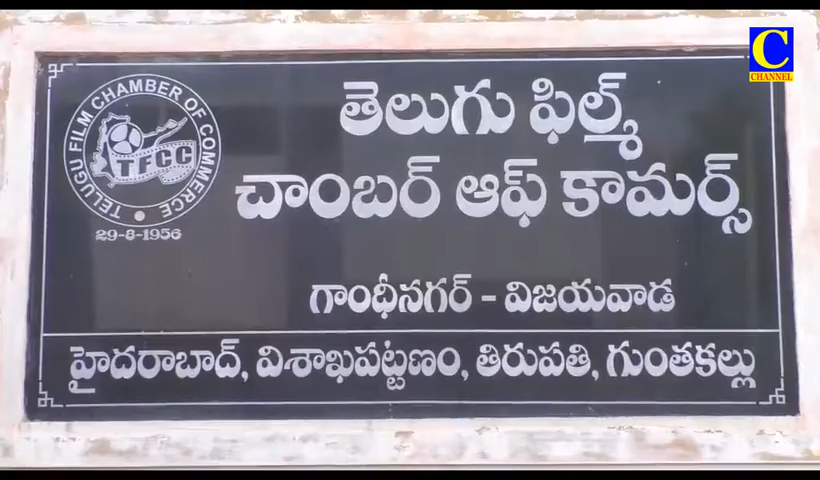 C
CHANNEL
TELUGU FILM CHAMBER OF COMMERCE
TFCC
29-8-1956
తెలుగు ఫిల్మ్
చాంబర్ ఆఫ్ కామర్స్
గాంధీనగర్ - విజయవాడ
హైదరాబాద్, విశాఖపట్టణం, తిరుపతి, గుంతకల్లు